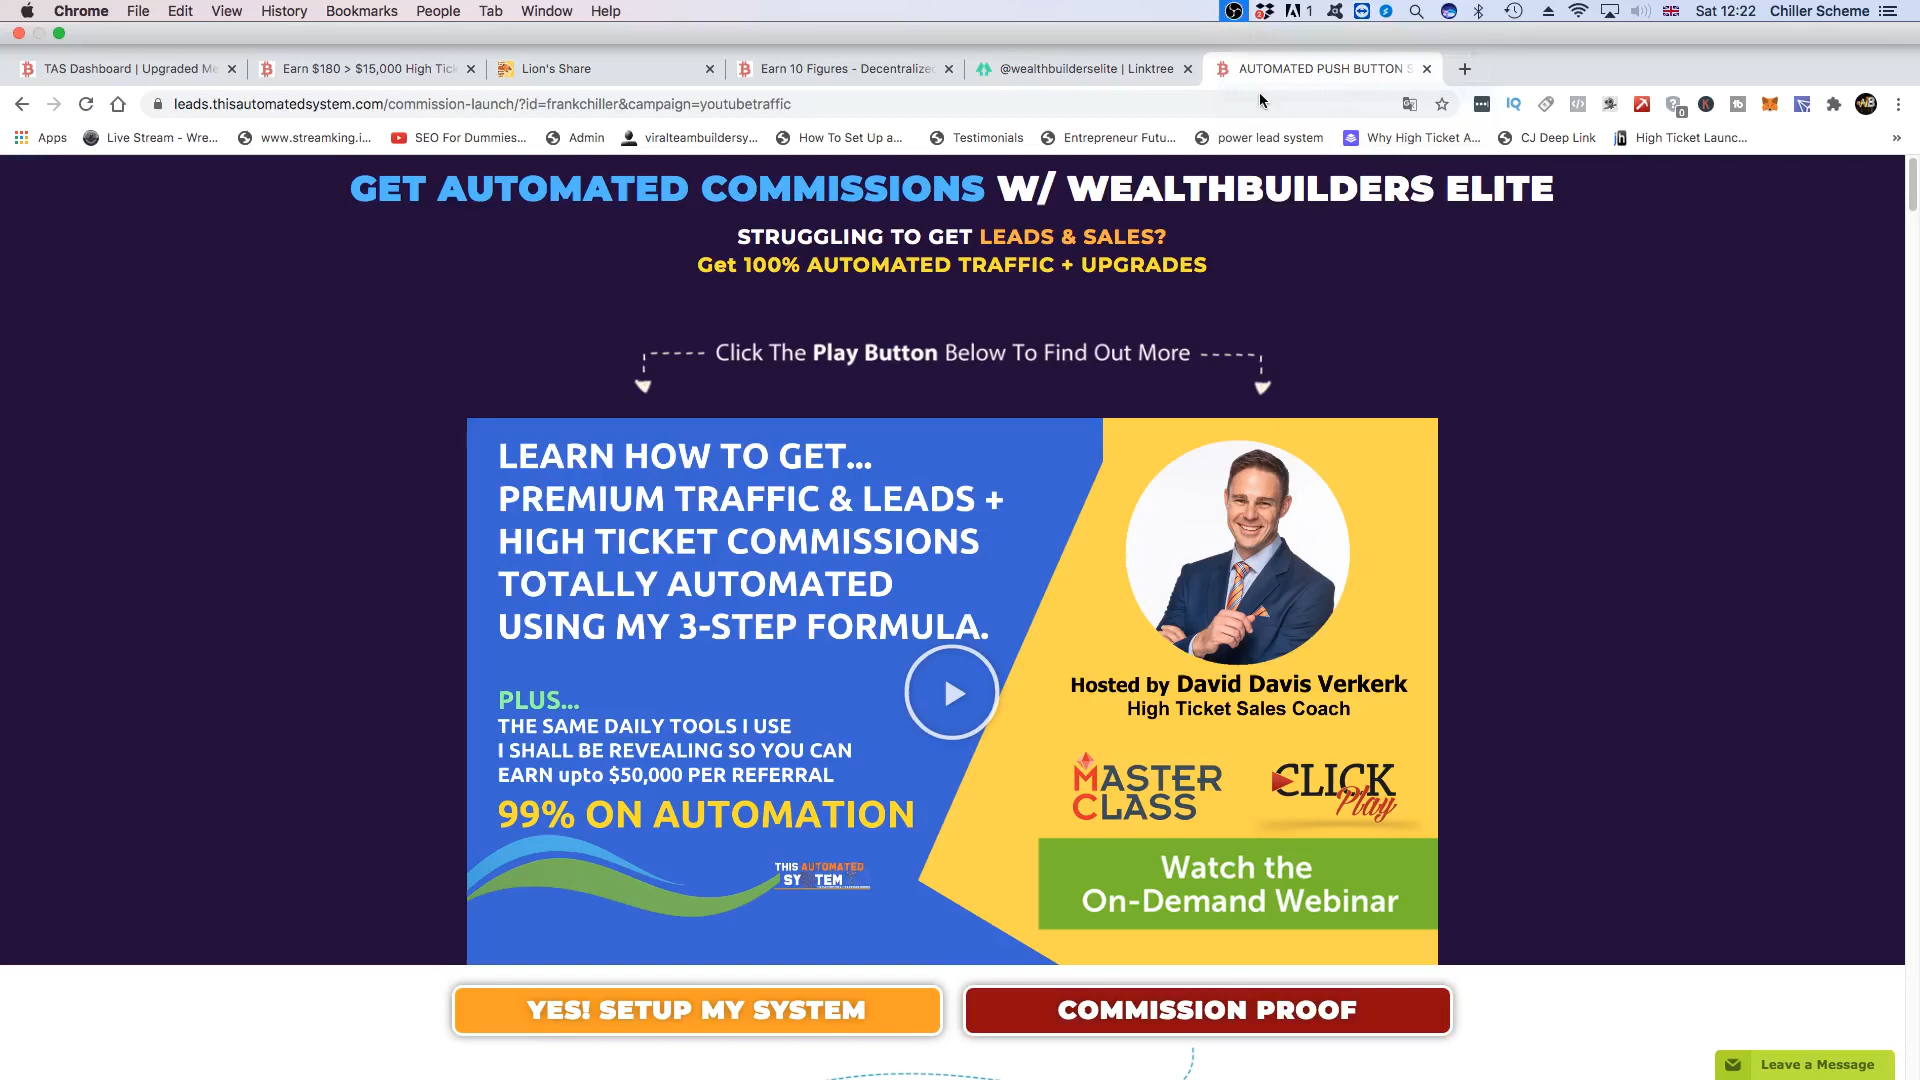 Chrome File Edit View History Bookmarks People Tab Window Help
1 Sat 12:22 Chiller Scheme
TAS Dashboard | Upgraded Me
Earn $180 > $15,000 High Tick
Lion's Share
Earn 10 Figures - Decentralized
@wealthbuilderselite | Linktree
AUTOMATED PUSH BUTTON S
leads.thisautomatedsystem.com/commission-launch/?id=frankchiller&campaign=youtubetraffic
Apps
Live Stream - Wre...
www.streamking.i...
SEO For Dummies...
Admin
viralteambuildersy...
How To Set Up a...
Testimonials
Entrepreneur Futu...
power lead system
Why High Ticket A...
CJ Deep Link
High Ticket Launc...
»
GET AUTOMATED COMMISSIONS W/ WEALTHBUILDERS ELITE
STRUGGLING TO GET LEADS & SALES?
Get 100% AUTOMATED TRAFFIC + UPGRADES
Click The Play Button Below To Find Out More
LEARN HOW TO GET...
PREMIUM TRAFFIC & LEADS +
HIGH TICKET COMMISSIONS
TOTALLY AUTOMATED
USING MY 3-STEP FORMULA.
PLUS...
THE SAME DAILY TOOLS I USE
I SHALL BE REVEALING SO YOU CAN
EARN upto $50,000 PER REFERRAL
99% ON AUTOMATION
THIS AUTOMATED
SY TEM
Hosted by David Davis Verkerk
High Ticket Sales Coach
MASTER
CLASS
CLICK
Play
Watch the
On-Demand Webinar
YES! SETUP MY SYSTEM
COMMISSION PROOF
Leave a Message